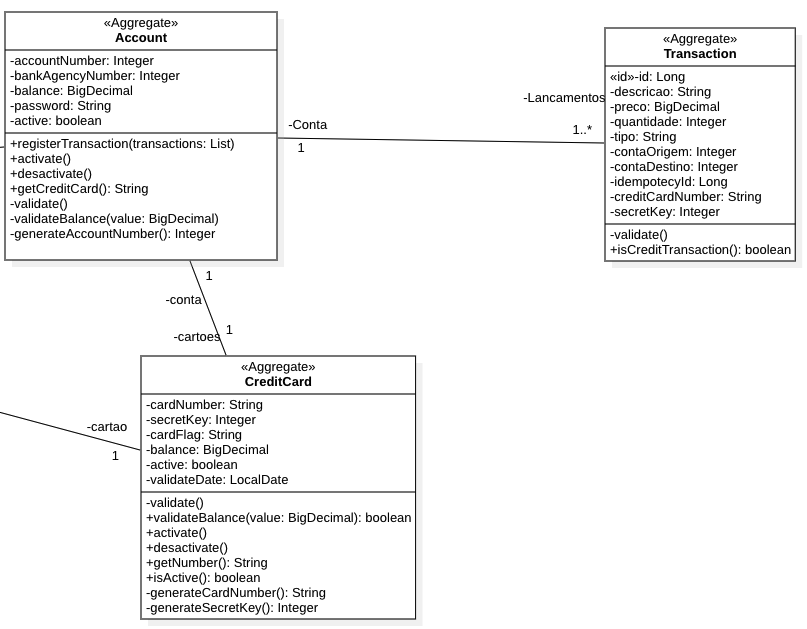 «Aggregate»
Account
-accountNumber: Integer
-bankAgencyNumber: Integer
-balance: BigDecimal
-password: String
-active: boolean
+registerTransaction(transactions: List)
+activate()
+desactivate()
+getCreditCard(): String
-validate()
-validateBalance(value: BigDecimal)
-generateAccountNumber(): Integer
-Conta
1
-Lancamentos
1..*
«Aggregate»
Transaction
«id»-id: Long
-descricao: String
-preco: BigDecimal
-quantidade: Integer
-tipo: String
-contaOrigem: Integer
-contaDestino: Integer
-idempotecyId: Long
-creditCardNumber: String
-secretKey: Integer
-validate()
+isCreditTransaction(): boolean
1
-conta
1
-cartoes
-cartao
1
«Aggregate»
CreditCard
-cardNumber: String
-secretKey: Integer
-cardFlag: String
-balance: BigDecimal
-active: boolean
-validateDate: LocalDate
-validate()
+validateBalance(value: BigDecimal): boolean
+activate()
+desactivate()
+getNumber(): String
+isActive(): boolean
-generateCardNumber(): String
-generateSecretKey(): Integer